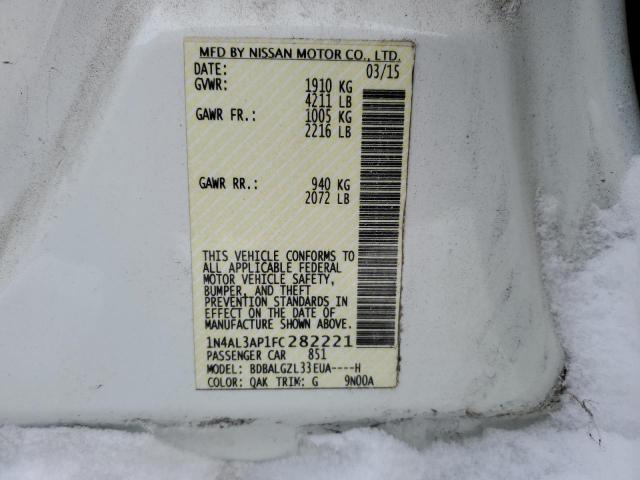 MFD BY NISSAN MOTOR CO., LTD.
DATE: 03/15
GVWR: 1910 KG
4211 LB
GAWR FR.: 1005 KG
2216 LB
GAWR RR.: 940 KG
2072 LB
THIS VEHICLE CONFORMS TO
ALL APPLICABLE FEDERAL
MOTOR VEHICLE SAFETY,
BUMPER, AND THEFT
PREVENTION STANDARDS IN
EFFECT ON THE DATE OF
MANUFACTURE SHOWN ABOVE.
1N4AL3AP1FC282221
PASSENGER CAR 851
MODEL: BDBALGZL33EUA----H
COLOR: QAK TRIM: G 9N00A